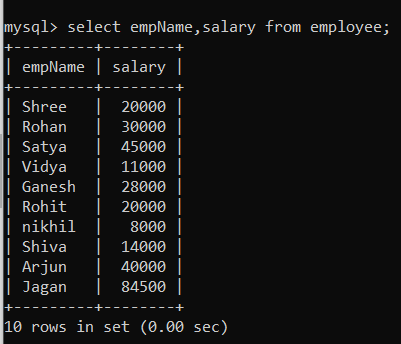 mysql> select empName,salary from employee;
+---------+--------+
| empName | salary |
+---------+--------+
| Shree   |  20000 |
| Rohan   |  30000 |
| Satya   |  45000 |
| Vidya   |  11000 |
| Ganesh  |  28000 |
| Rohit   |  20000 |
| nikhil  |   8000 |
| Shiva   |  14000 |
| Arjun   |  40000 |
| Jagan   |  84500 |
+---------+--------+
10 rows in set (0.00 sec)